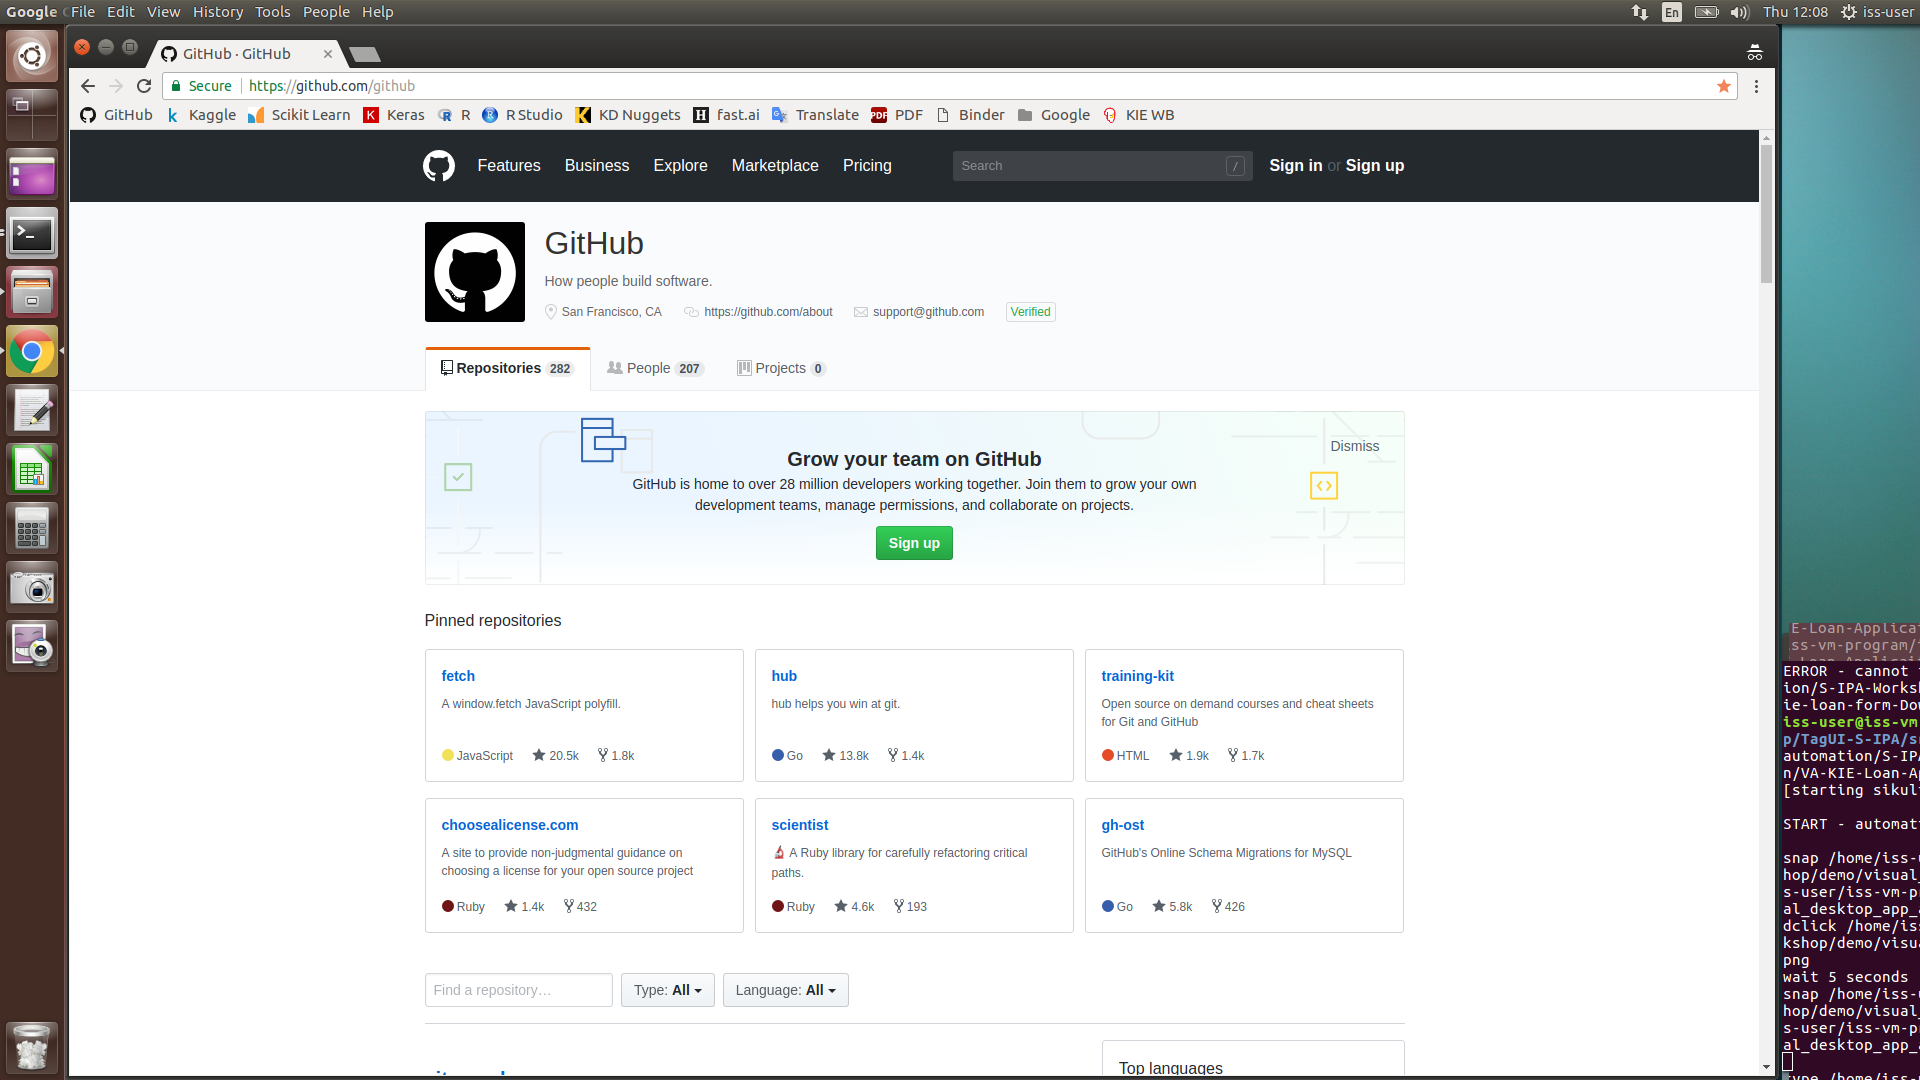 Google File Edit View History Tools People Help
En Thu 12:08 iss-user
GitHub · GitHub
Secure https://github.com/github
GitHub Kaggle Scikit Learn Keras R R Studio KD Nuggets fast.ai Translate PDF Binder Google KIE WB
Features Business Explore Marketplace Pricing Search / Sign in or Sign up
GitHub
How people build software.
San Francisco, CA https://github.com/about support@github.com Verified
Repositories 282 People 207 Projects 0
Dismiss
Grow your team on GitHub
GitHub is home to over 28 million developers working together. Join them to grow your own
development teams, manage permissions, and collaborate on projects.
Sign up
Pinned repositories
fetch
A window.fetch JavaScript polyfill.
JavaScript 20.5k 1.8k
hub
hub helps you win at git.
Go 13.8k 1.4k
training-kit
Open source on demand courses and cheat sheets
for Git and GitHub
HTML 1.9k 1.7k
choosealicense.com
A site to provide non-judgmental guidance on
choosing a license for your open source project
Ruby 1.4k 432
scientist
A Ruby library for carefully refactoring critical
paths.
Ruby 4.6k 193
gh-ost
GitHub's Online Schema Migrations for MySQL
Go 5.8k 426
Find a repository… Type: All Language: All
Top languages
E-Loan-Applica
ss-vm-program/
ERROR - cannot
ion/S-IPA-Works
ie-loan-form-Do
iss-user@iss-vm
p/TagUI-S-IPA/s
automation/S-IP
n/VA-KIE-Loan-A
[starting sikul
START - automat
snap /home/iss-
hop/demo/visual
s-user/iss-vm-p
al_desktop_app_
dclick /home/is
kshop/demo/visu
png
wait 5 seconds
snap /home/iss-
hop/demo/visual
s-user/iss-vm-p
al_desktop_app_
type /home/iss-